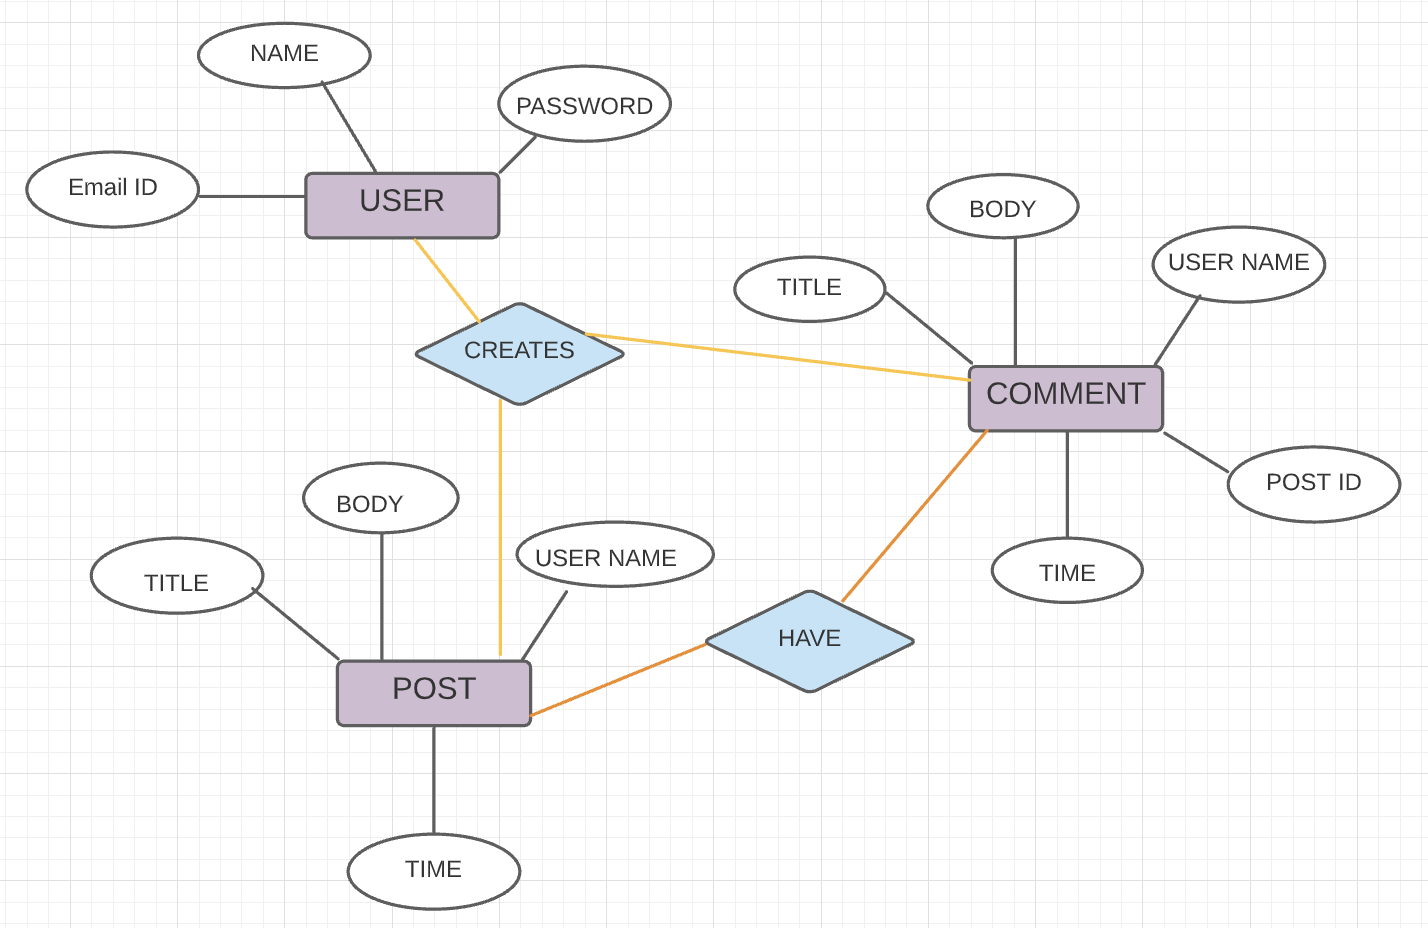 NAME
PASSWORD
Email ID
USER
BODY
USER NAME
TITLE
CREATES
COMMENT
POST ID
BODY
USER NAME
TITLE
TIME
HAVE
POST
TIME